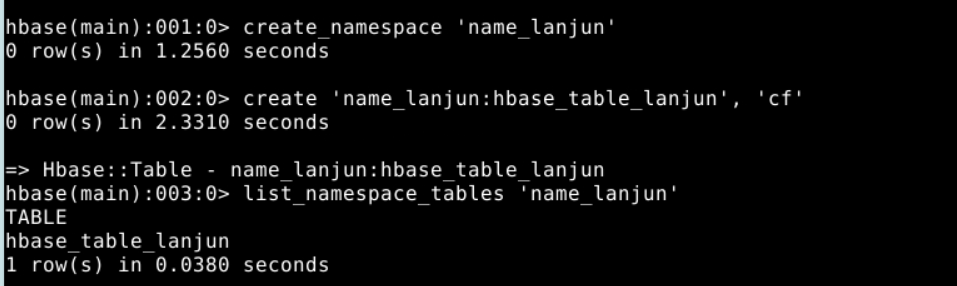 hbase(main):001:0> create_namespace 'name_lanjun'
0 row(s) in 1.2560 seconds
hbase(main):002:0> create 'name_lanjun:hbase_table_lanjun', 'cf'
0 row(s) in 2.3310 seconds
=> Hbase::Table - name_lanjun:hbase_table_lanjun
hbase(main):003:0> list_namespace_tables 'name_lanjun'
TABLE
hbase_table_lanjun
1 row(s) in 0.0380 seconds